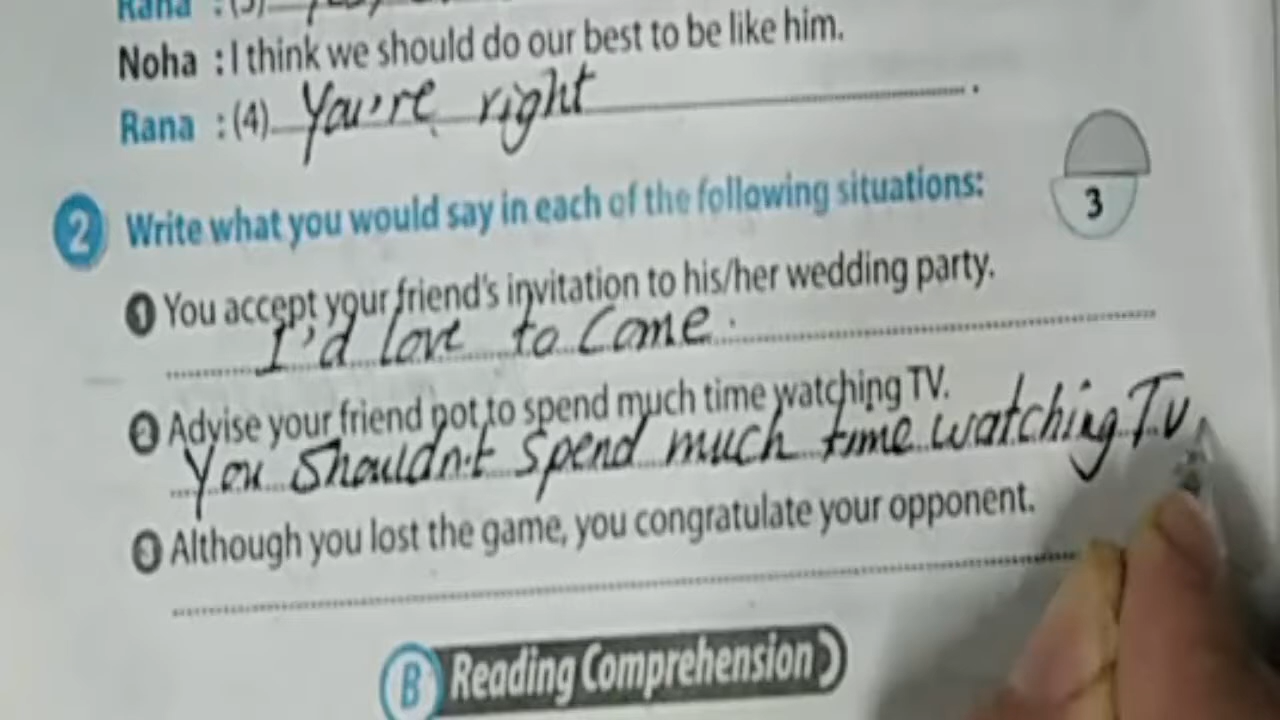 Rana : (3)
Noha : I think we should do our best to be like him.
Rana : (4) You're right .
2 Write what you would say in each of the following situations:
3
1 You accept your friend's invitation to his/her wedding party.
I'd love to Come.
2 Advise your friend not to spend much time watching TV.
You Shouldn't spend much time watching T.V
3 Although you lost the game, you congratulate your opponent.
B Reading Comprehension